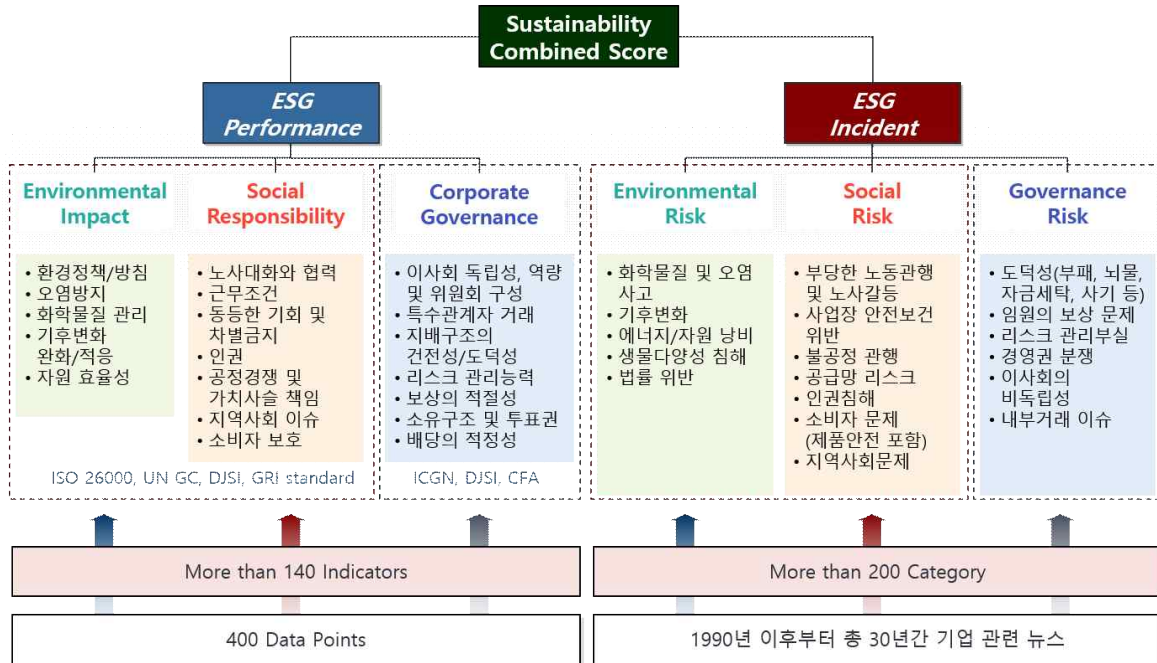 Sustainability
Combined Score
ESG
Performance
ESG
Incident
Environmental
Impact
• 환경정책/방침
• 오염방지
• 화학물질 관리
• 기후변화
완화/적응
• 자원 효율성
Social
Responsibility
• 노사대화와 협력
• 근무조건
• 동등한 기회 및
차별금지
• 인권
• 공정경쟁 및
가치사슬 책임
• 지역사회 이슈
• 소비자 보호
ISO 26000, UN GC, DJSI, GRI standard
Corporate
Governance
• 이사회 독립성, 역량
및 위원회 구성
• 특수관계자 거래
• 지배구조의
건전성/도덕성
• 리스크 관리능력
• 보상의 적절성
• 소유구조 및 투표권
• 배당의 적정성
ICGN, DJSI, CFA
Environmental
Risk
• 화학물질 및 오염
사고
• 기후변화
• 에너지/자원 낭비
• 생물다양성 침해
• 법률 위반
Social
Risk
• 부당한 노동관행
및 노사갈등
• 사업장 안전보건
위반
• 불공정 관행
• 공급망 리스크
• 인권침해
• 소비자 문제
(제품안전 포함)
• 지역사회문제
Governance
Risk
• 도덕성(부패, 뇌물,
자금세탁, 사기 등)
• 임원의 보상 문제
• 리스크 관리부실
• 경영권 분쟁
• 이사회의
비독립성
• 내부거래 이슈
More than 140 Indicators
More than 200 Category
400 Data Points
1990년 이후부터 총 30년간 기업 관련 뉴스